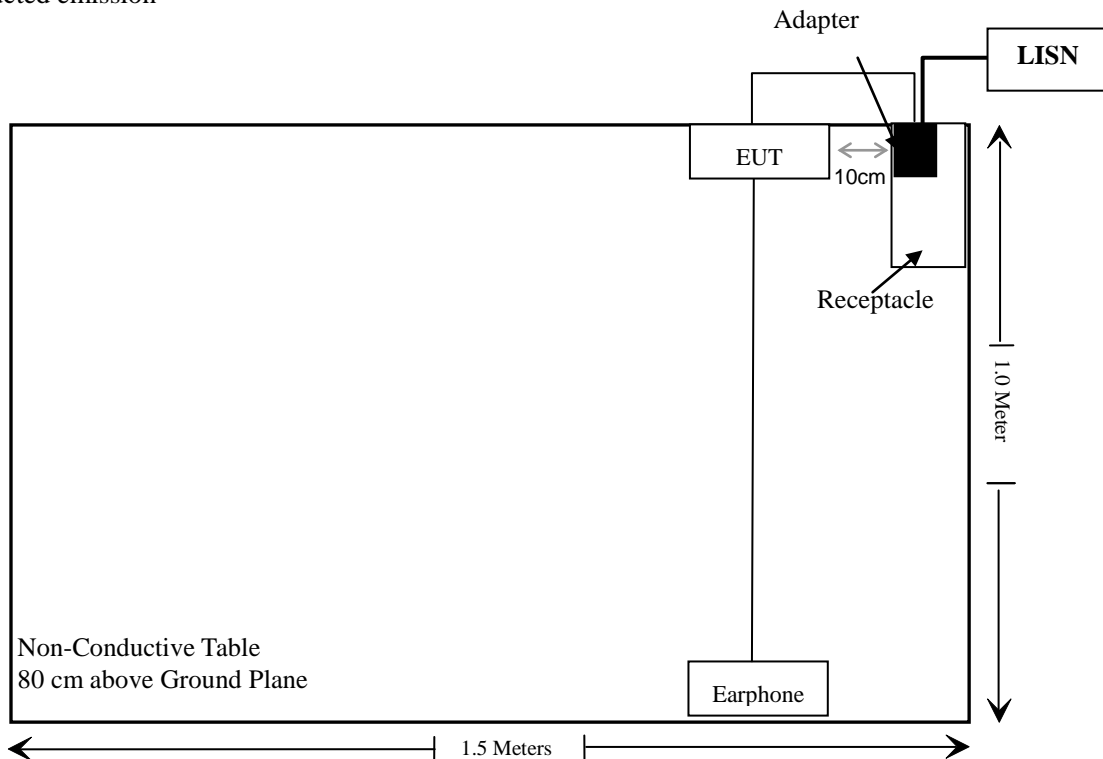 emission
Adapter
LISN
EUT
10cm
Receptacle
1.0 Meter
Non-Conductive Table
80 cm above Ground Plane
Earphone
1.5 Meters